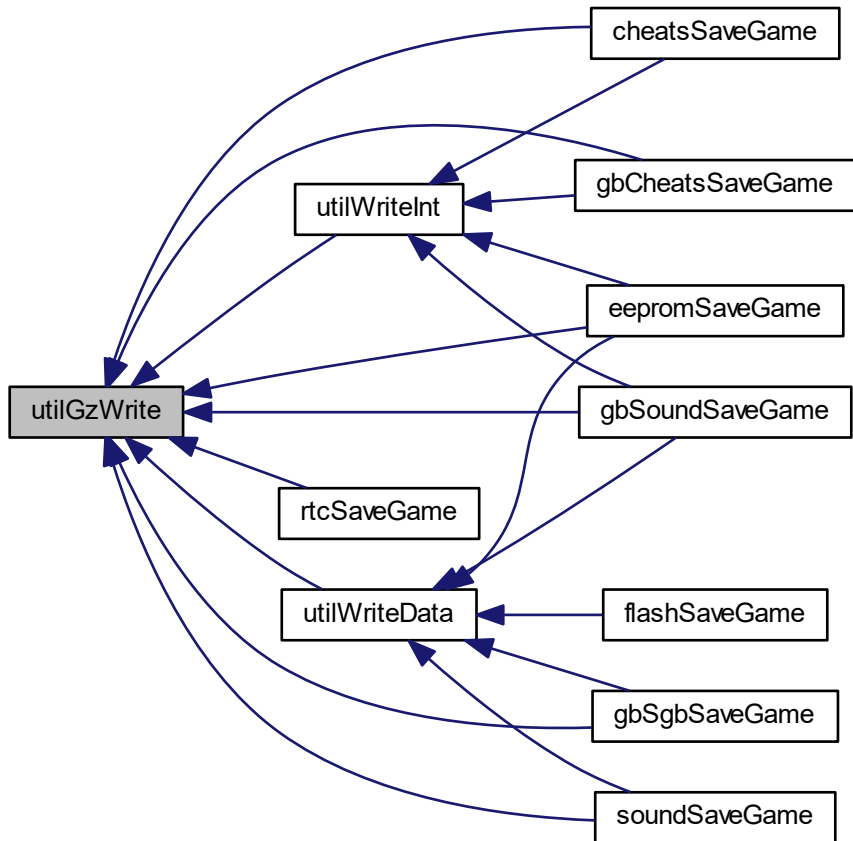 cheatsSaveGame
gbCheatsSaveGame
utilWriteInt
eepromSaveGame
utilGzWrite
gbSoundSaveGame
rtcSaveGame
utilWriteData
flashSaveGame
gbSgbSaveGame
soundSaveGame